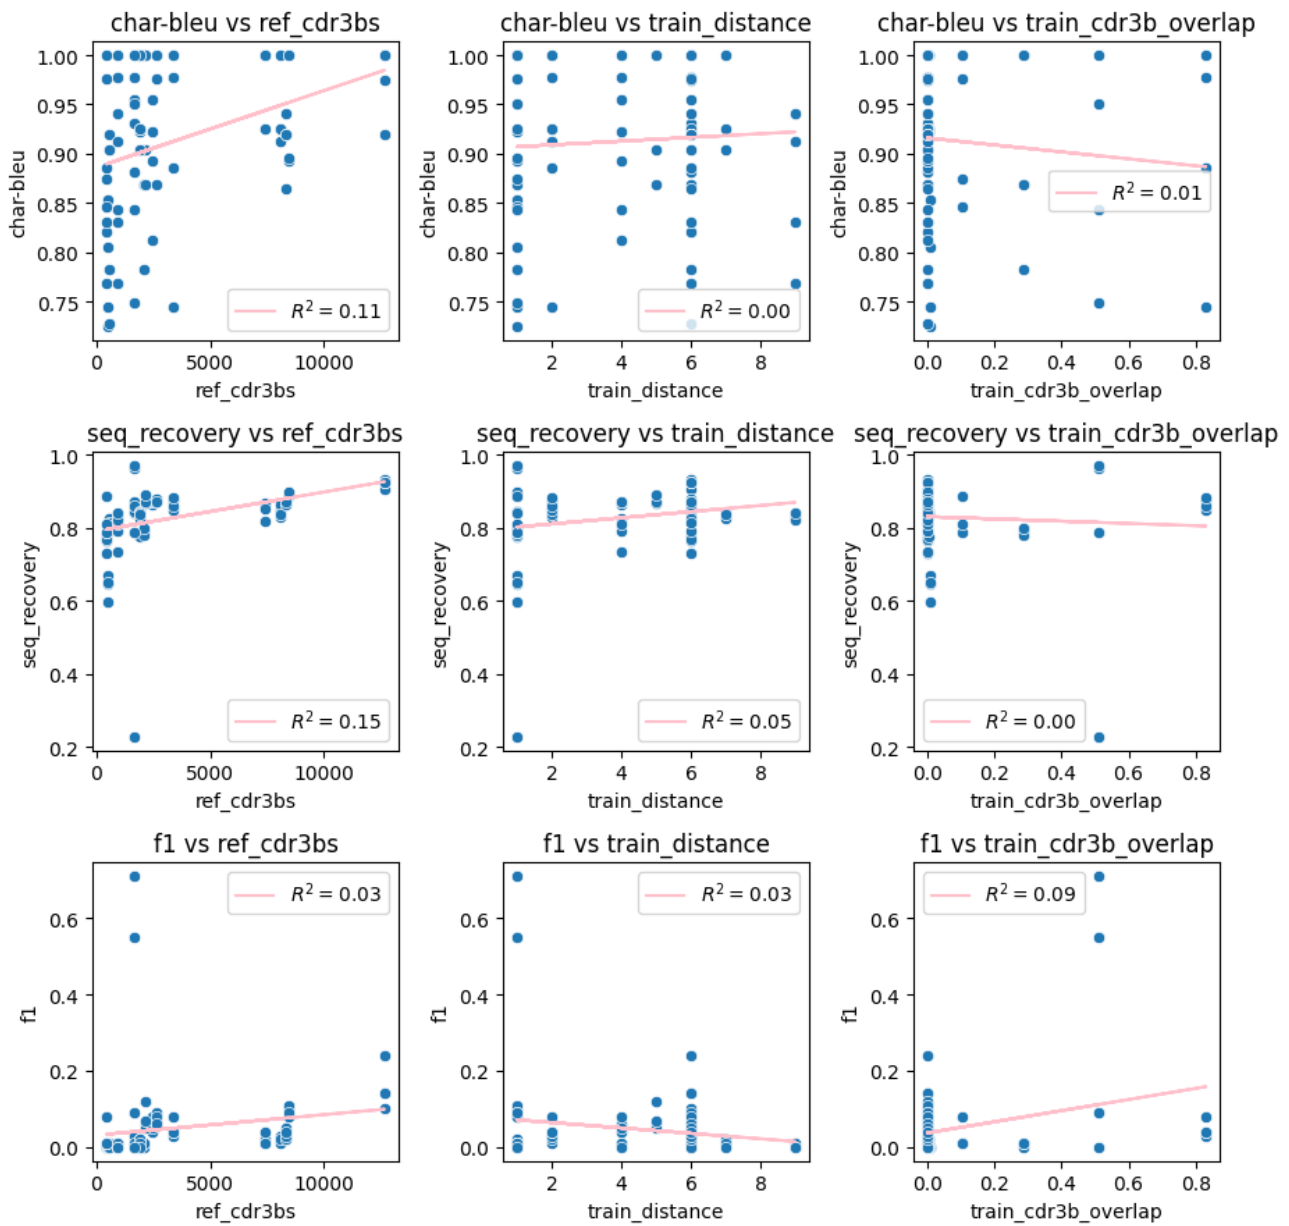 char-bleu vs ref_cdr3bs
char-bleu vs train_distance
char-bleu vs train_cdr3b_overlap
char-bleu
1.00
0.95
0.90
0.85
0.80
0.75
R² = 0.11
0
5000
10000
ref_cdr3bs
char-bleu
1.00
0.95
0.90
0.85
0.80
0.75
R² = 0.00
2
4
6
8
train_distance
char-bleu
1.00
0.95
0.90
0.85
0.80
0.75
R² = 0.01
0.0
0.2
0.4
0.6
0.8
train_cdr3b_overlap
seq_recovery vs ref_cdr3bs
seq_recovery vs train_distance
seq_recovery vs train_cdr3b_overlap
seq_recovery
1.0
0.8
0.6
0.4
0.2
R² = 0.15
0
5000
10000
ref_cdr3bs
seq_recovery
1.0
0.8
0.6
0.4
0.2
R² = 0.05
2
4
6
8
train_distance
seq_recovery
1.0
0.8
0.6
0.4
0.2
R² = 0.00
0.0
0.2
0.4
0.6
0.8
train_cdr3b_overlap
f1 vs ref_cdr3bs
f1 vs train_distance
f1 vs train_cdr3b_overlap
f1
0.6
0.4
0.2
0.0
R² = 0.03
0
5000
10000
ref_cdr3bs
f1
0.6
0.4
0.2
0.0
R² = 0.03
2
4
6
8
train_distance
f1
0.6
0.4
0.2
0.0
R² = 0.09
0.0
0.2
0.4
0.6
0.8
train_cdr3b_overlap